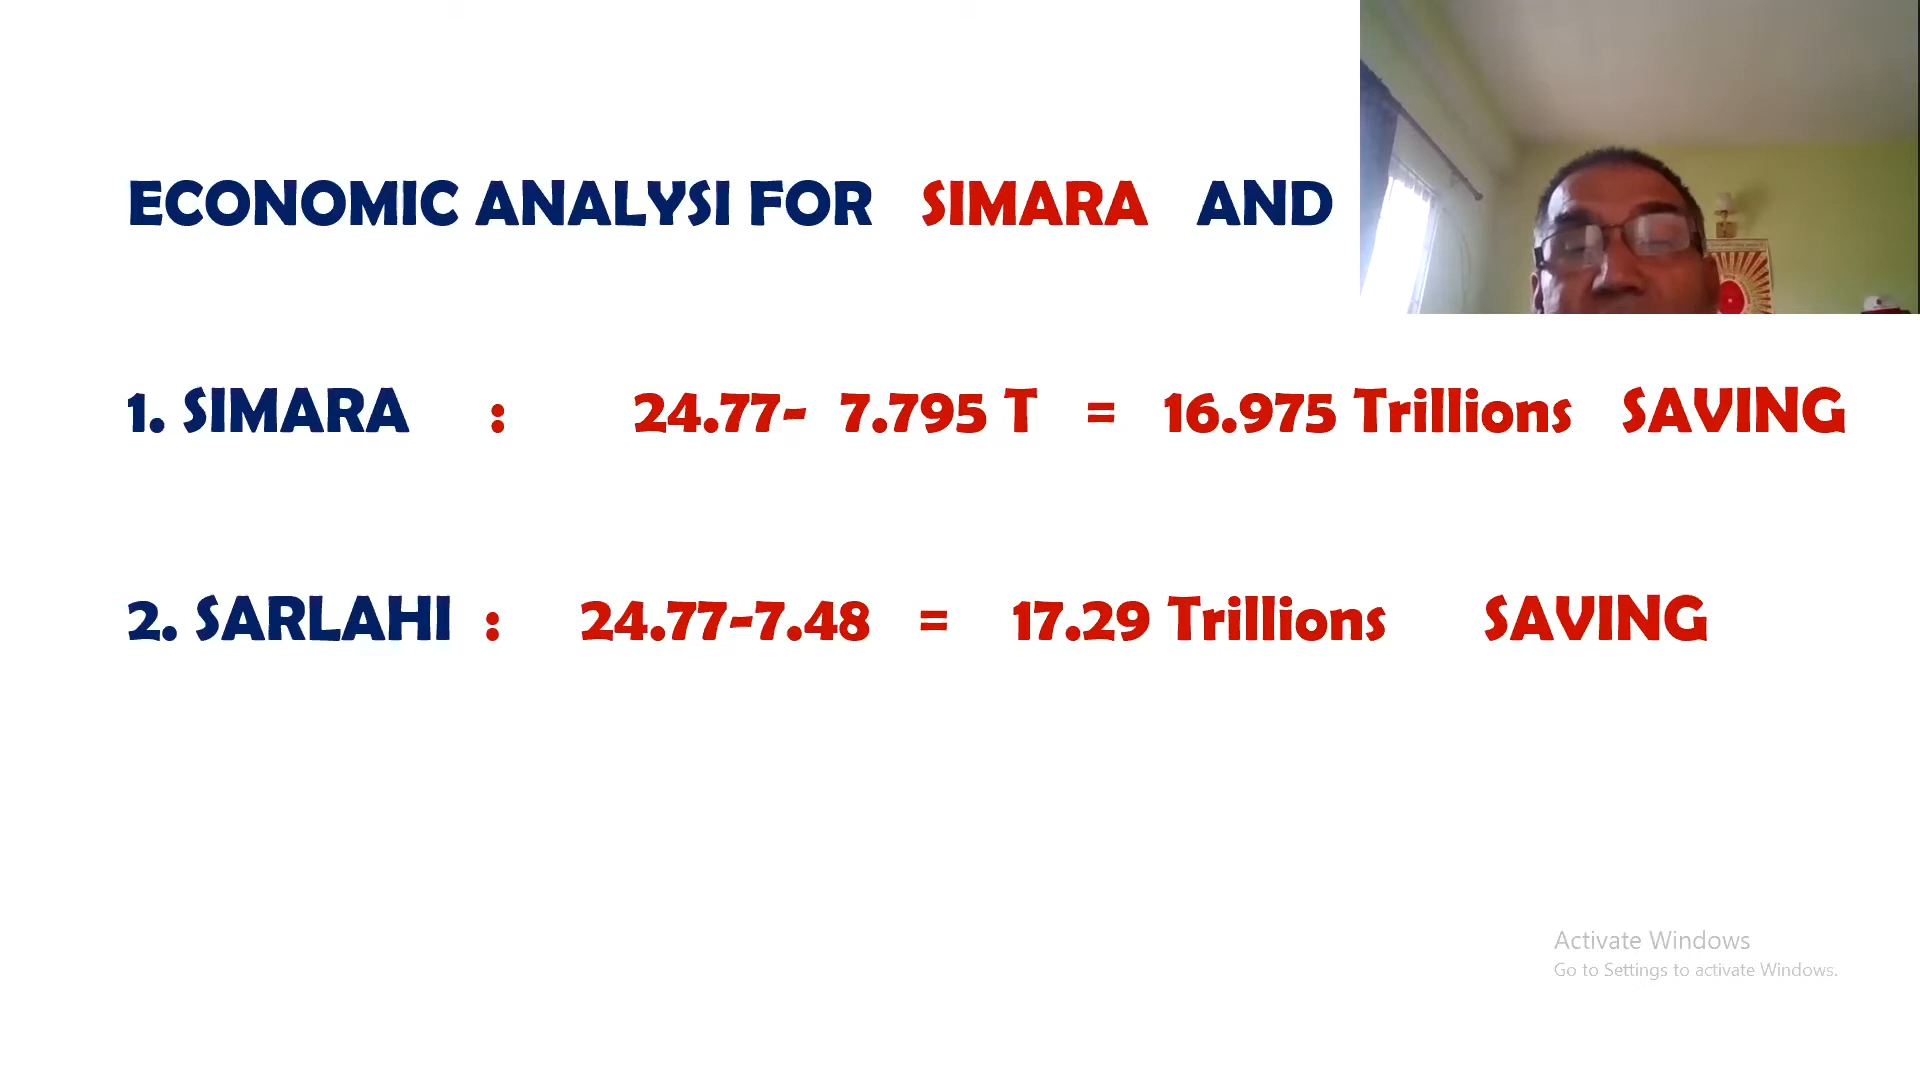 ECONOMIC ANALYSI FOR SIMARA AND
1. SIMARA : 24.77- 7.795 T = 16.975 Trillions SAVING
2. SARLAHI : 24.77-7.48 = 17.29 Trillions SAVING
Activate Windows
Go to Settings to activate Windows.